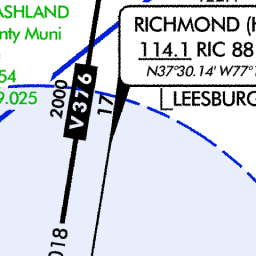 ASHLAND
nty Muni
54
9.025
RICHMOND (H
114.1 RIC 88
N37°30.14' W77°
LEESBURG
2000
V376
17
018